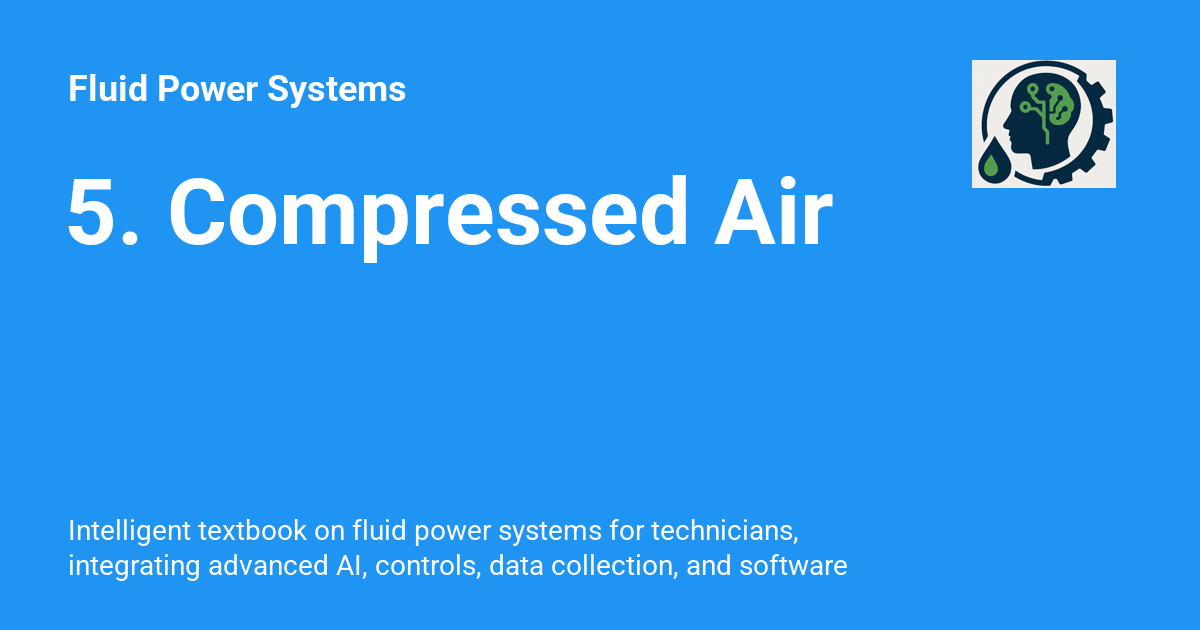 Fluid Power Systems
5. Compressed Air
Intelligent textbook on fluid power systems for technicians,
integrating advanced AI, controls, data collection, and software